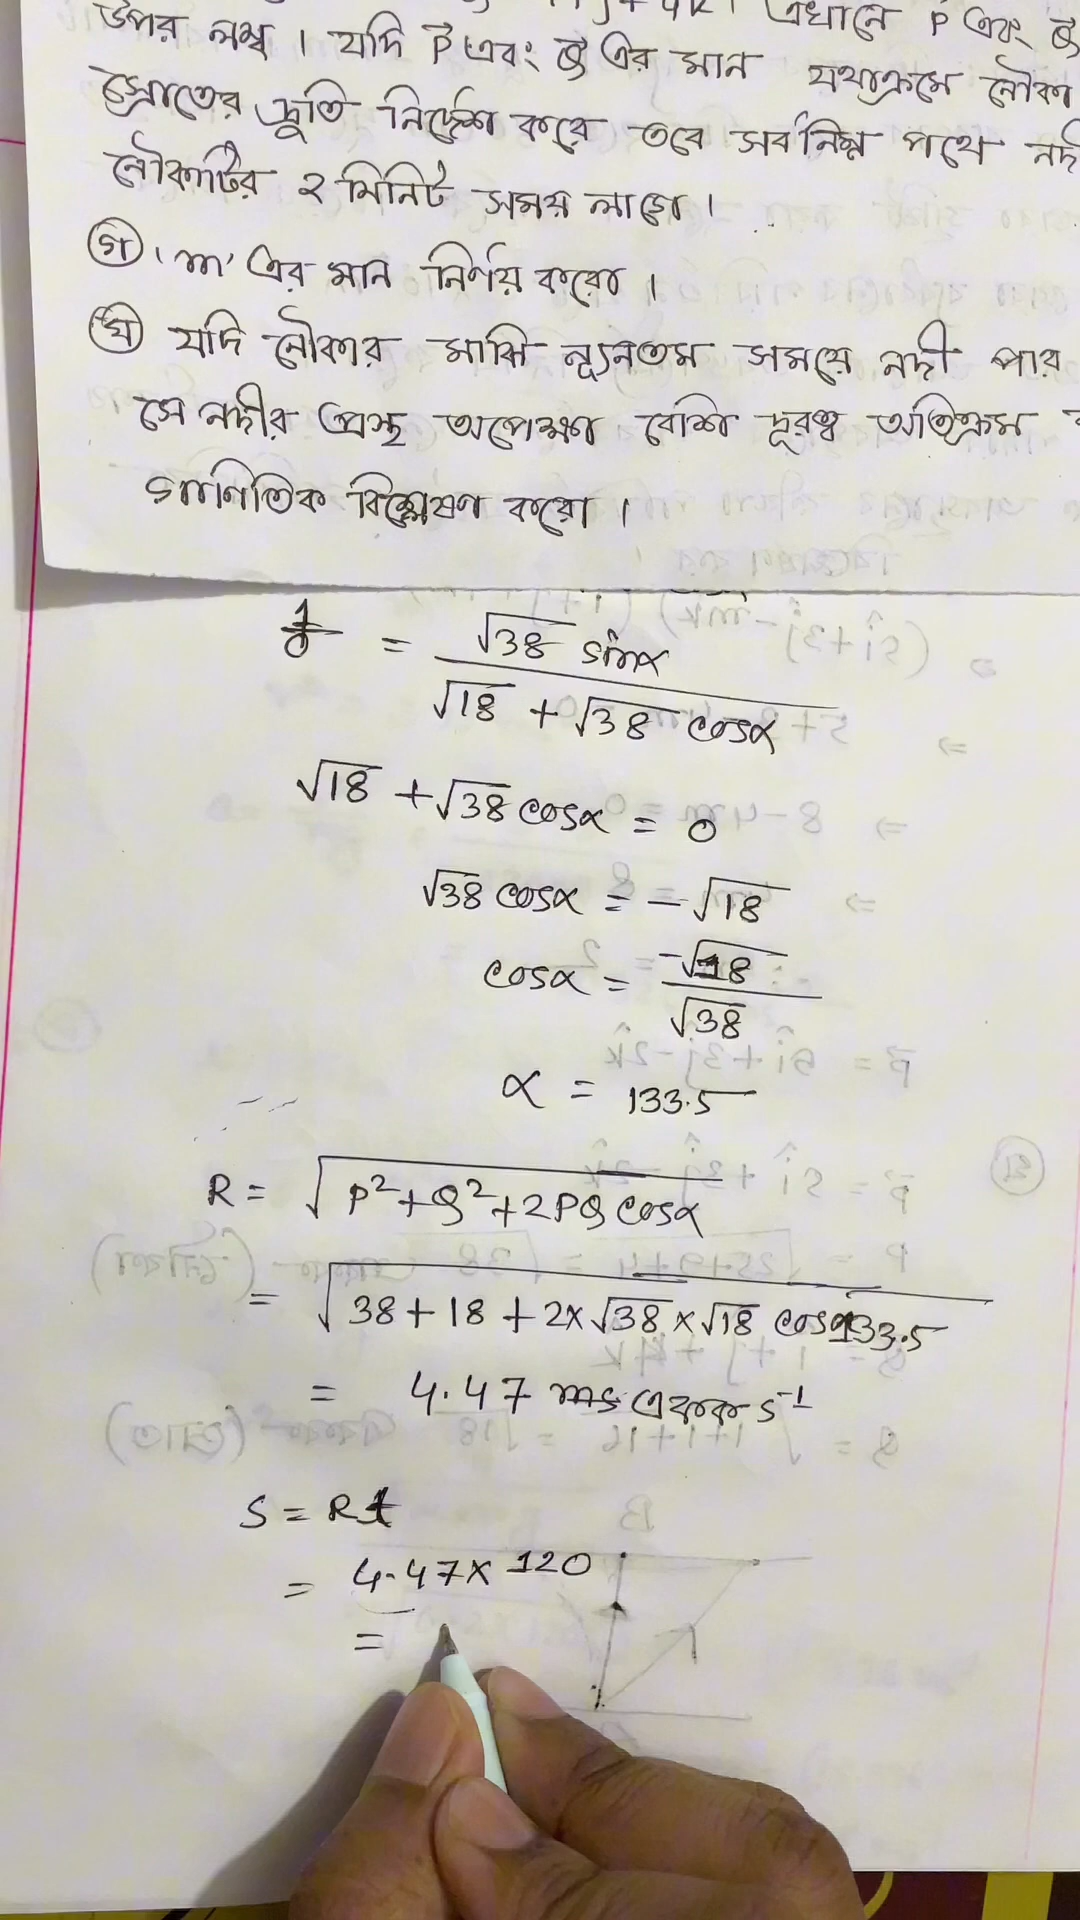 উপর লম্ব । যদি P⃗ এবং Q⃗ এর মান যথাক্রমে নৌকা
স্রোতের দ্রুতি নির্দেশ করে তবে সর্বনিম্ন পথে নদী
নৌকাটির ২ মিনিট সময় লাগে ।
(গ) 'm' এর মান নির্ণয় করো ।
(ঘ) যদি নৌকার মাঝি ন্যূনতম সময়ে নদী পার
সে নদীর প্রস্থ অপেক্ষা বেশি দূরত্ব অতিক্রম
গাণিতিক বিশ্লেষণ করো ।
1/0 = √38 sinα / (√18 + √38 cosα)
√18 + √38 cosα = 0
√38 cosα = -√18
cosα = -√18 / √38
α = 133.5
R = √(P²+Q²+2PQ cosα)
= √(38+18+2×√38×√18 cos133.5)
= 4.47 একক s⁻¹
S = Rt
= 4.47× 120
=